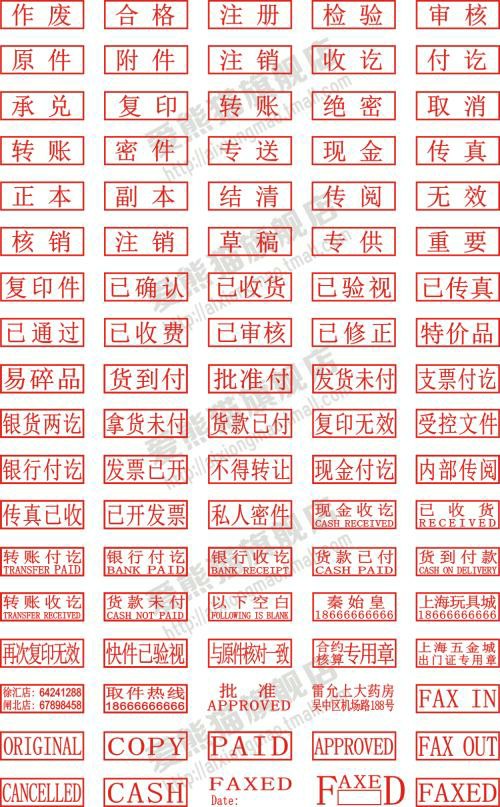 作废 合格 注册 检验 审核
原件 附件 注销 收讫 付讫
承兑 复印 转账 绝密 取消
转账 密件 专送 现金 传真
正本 副本 结清 传阅 无效
核销 注销 草稿 专供 重要
复印件 已确认 已收货 已验视 已传真
已通过 已收费 已审核 已修正 特价品
易碎品 货到付 批准付 发货未付 支票付讫
银货两讫 拿货未付 货款已付 复印无效 受控文件
银行付讫 发票已开 不得转让 现金付讫 内部传阅
传真已收 已开发票 私人密件 现金收讫 已收货
CASH RECEIVED RECEIVED
转账付讫 银行付讫 银行收讫 货款已付 货到付款
TRANSFER PAID BANK PAID BANK RECEIPT CASH PAID CASH ON DELIVERY
转账收讫 货款未付 以下空白 秦始皇 上海玩具城
TRANSFER RECEIVED CASH NOT PAID FOLLOWING IS BLANK 18666666666 18666666666
再次复印无效 快件已验视 与原件核对一致 合约核算专用章 上海五金城
出门证专用章
徐汇店: 64241288 取件热线 批准 雷允上大药房 FAX IN
闸北店: 67898458 18666666666 APPROVED 吴中区机场路188号
ORIGINAL COPY PAID APPROVED FAX OUT
CANCELLED CASH FAXED FAXED FAXED
Date:
爱熊猫旗舰店
http://aixiongmao.tmall.com